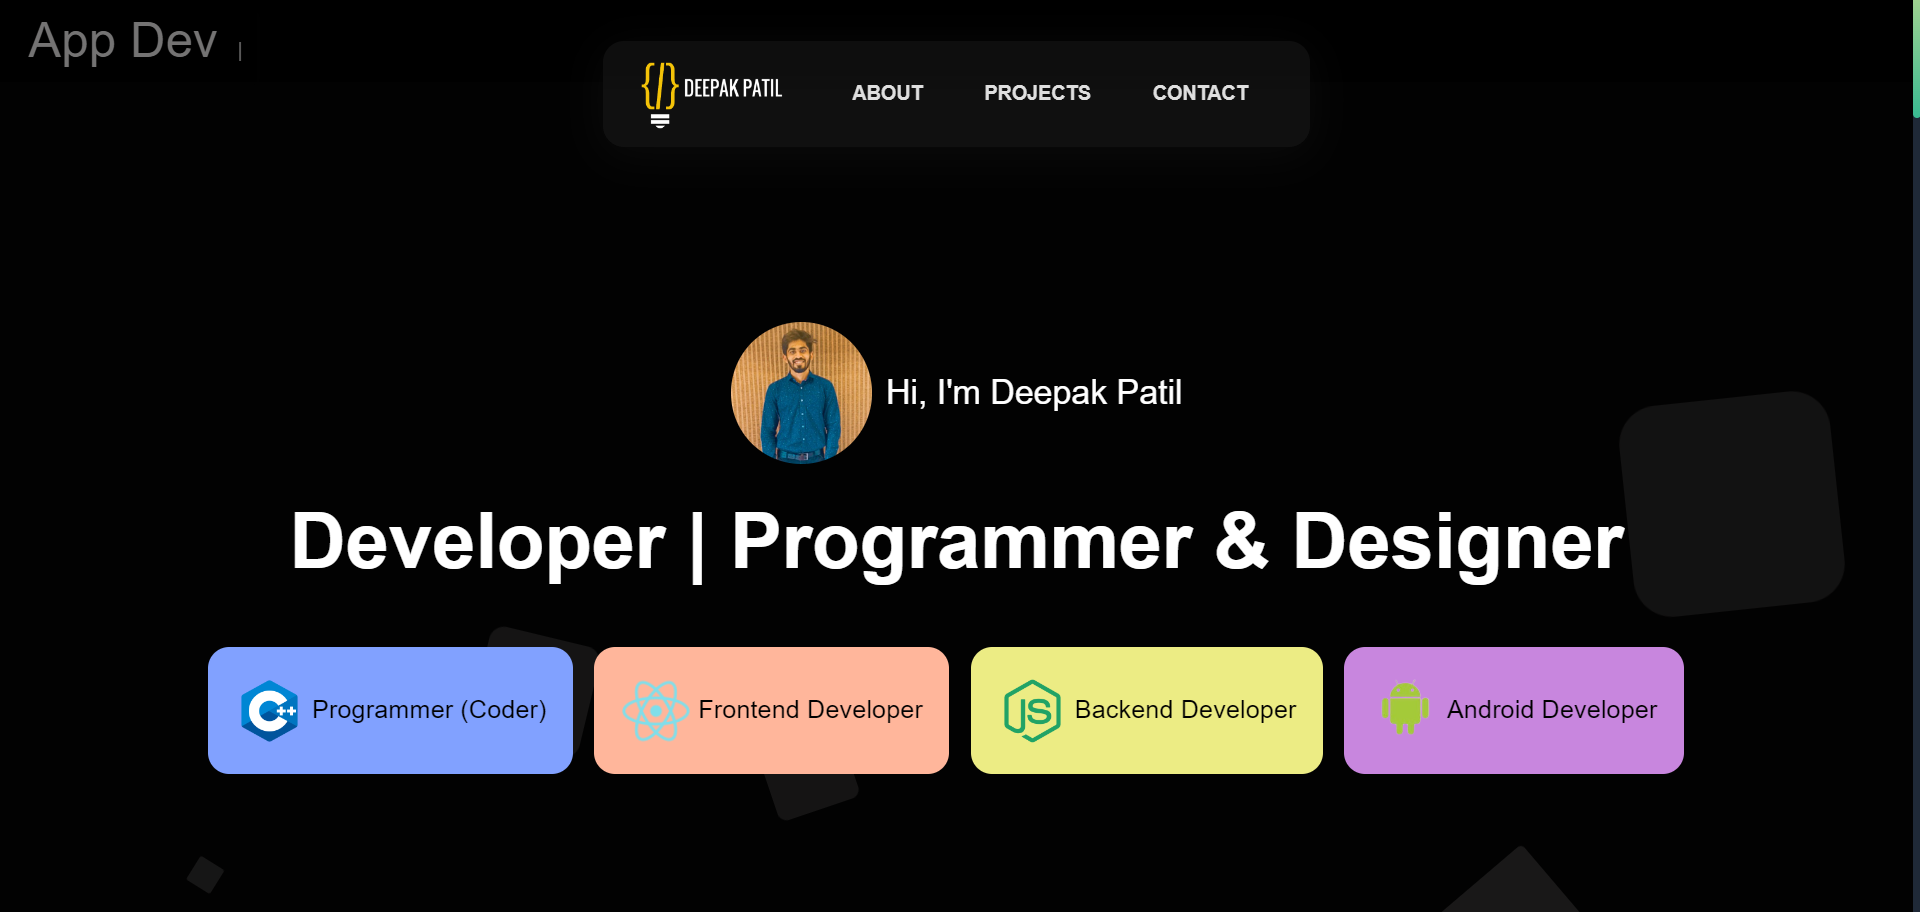 App Dev |
{/} DEEPAK PATIL
ABOUT
PROJECTS
CONTACT
Hi, I'm Deepak Patil
Developer | Programmer & Designer
C++ Programmer (Coder)
Frontend Developer
JS Backend Developer
Android Developer